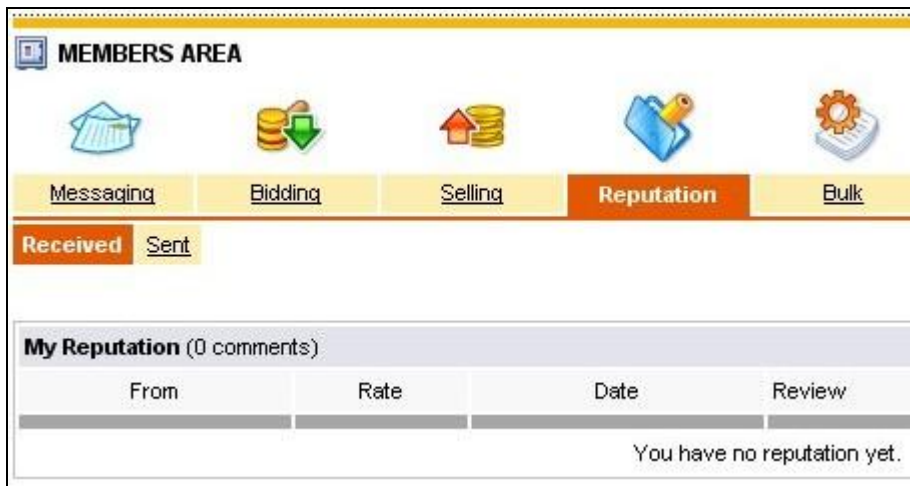 MEMBERS AREA
Messaging Bidding Selling Reputation Bulk
Received Sent
My Reputation (0 comments)
From Rate Date Review
You have no reputation yet.